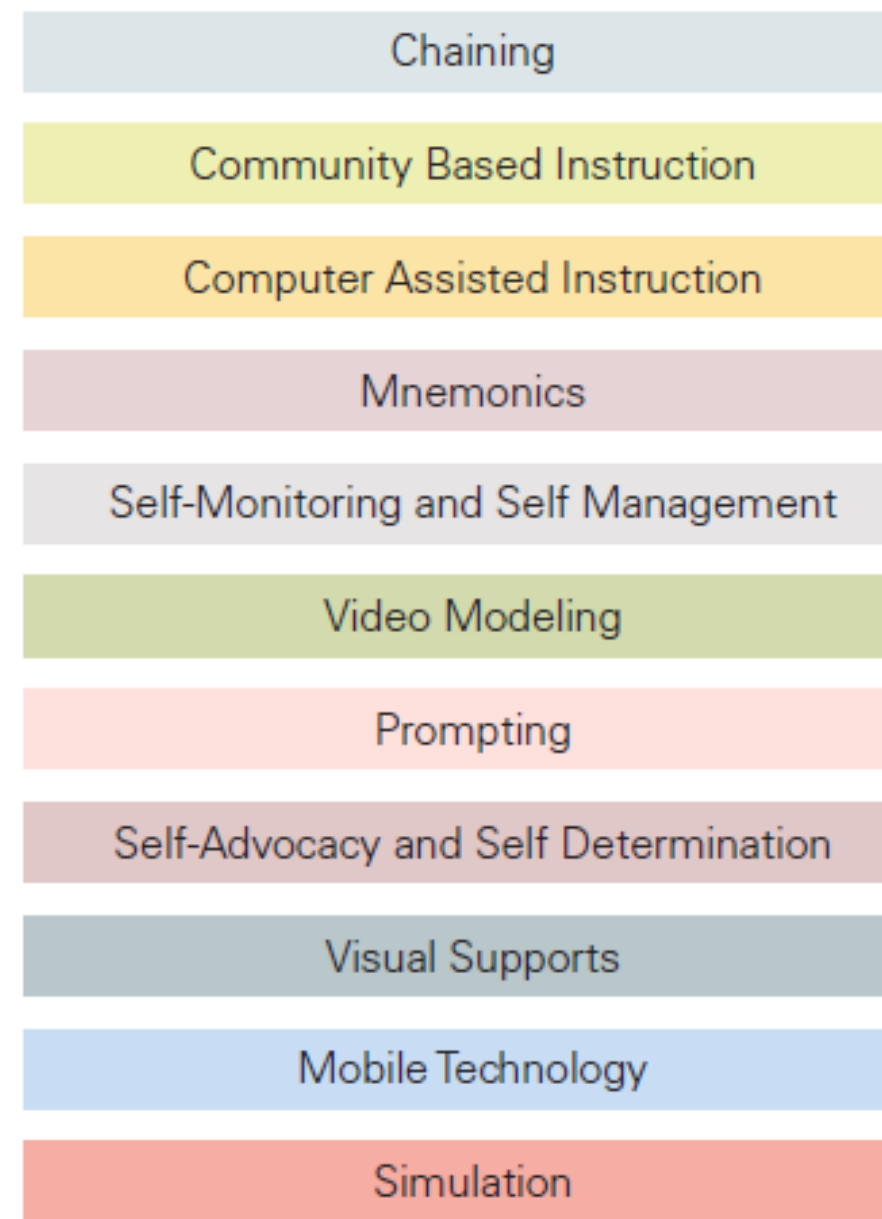 Chaining
Community Based Instruction
Computer Assisted Instruction
Mnemonics
Self-Monitoring and Self Management
Video Modeling
Prompting
Self-Advocacy and Self Determination
Visual Supports
Mobile Technology
Simulation